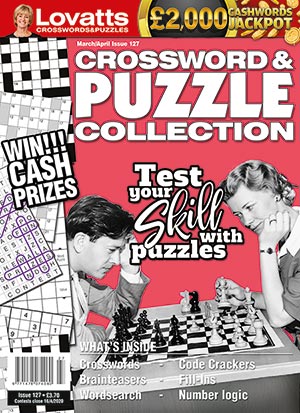 Lovatts
CROSSWORDS&PUZZLES
£2,000
CASHWORDS
JACKPOT
March/April Issue 127
CROSSWORD &
PUZZLE
COLLECTION
WIN!!!
CASH
PRIZES
Test
your
Skill
with
puzzles
WHAT'S INSIDE
Crosswords - Code Crackers
Brainteasers - Fill-Ins
Wordsearch - Number logic
Issue 127 • £3.70
Contests close 16/4/2020